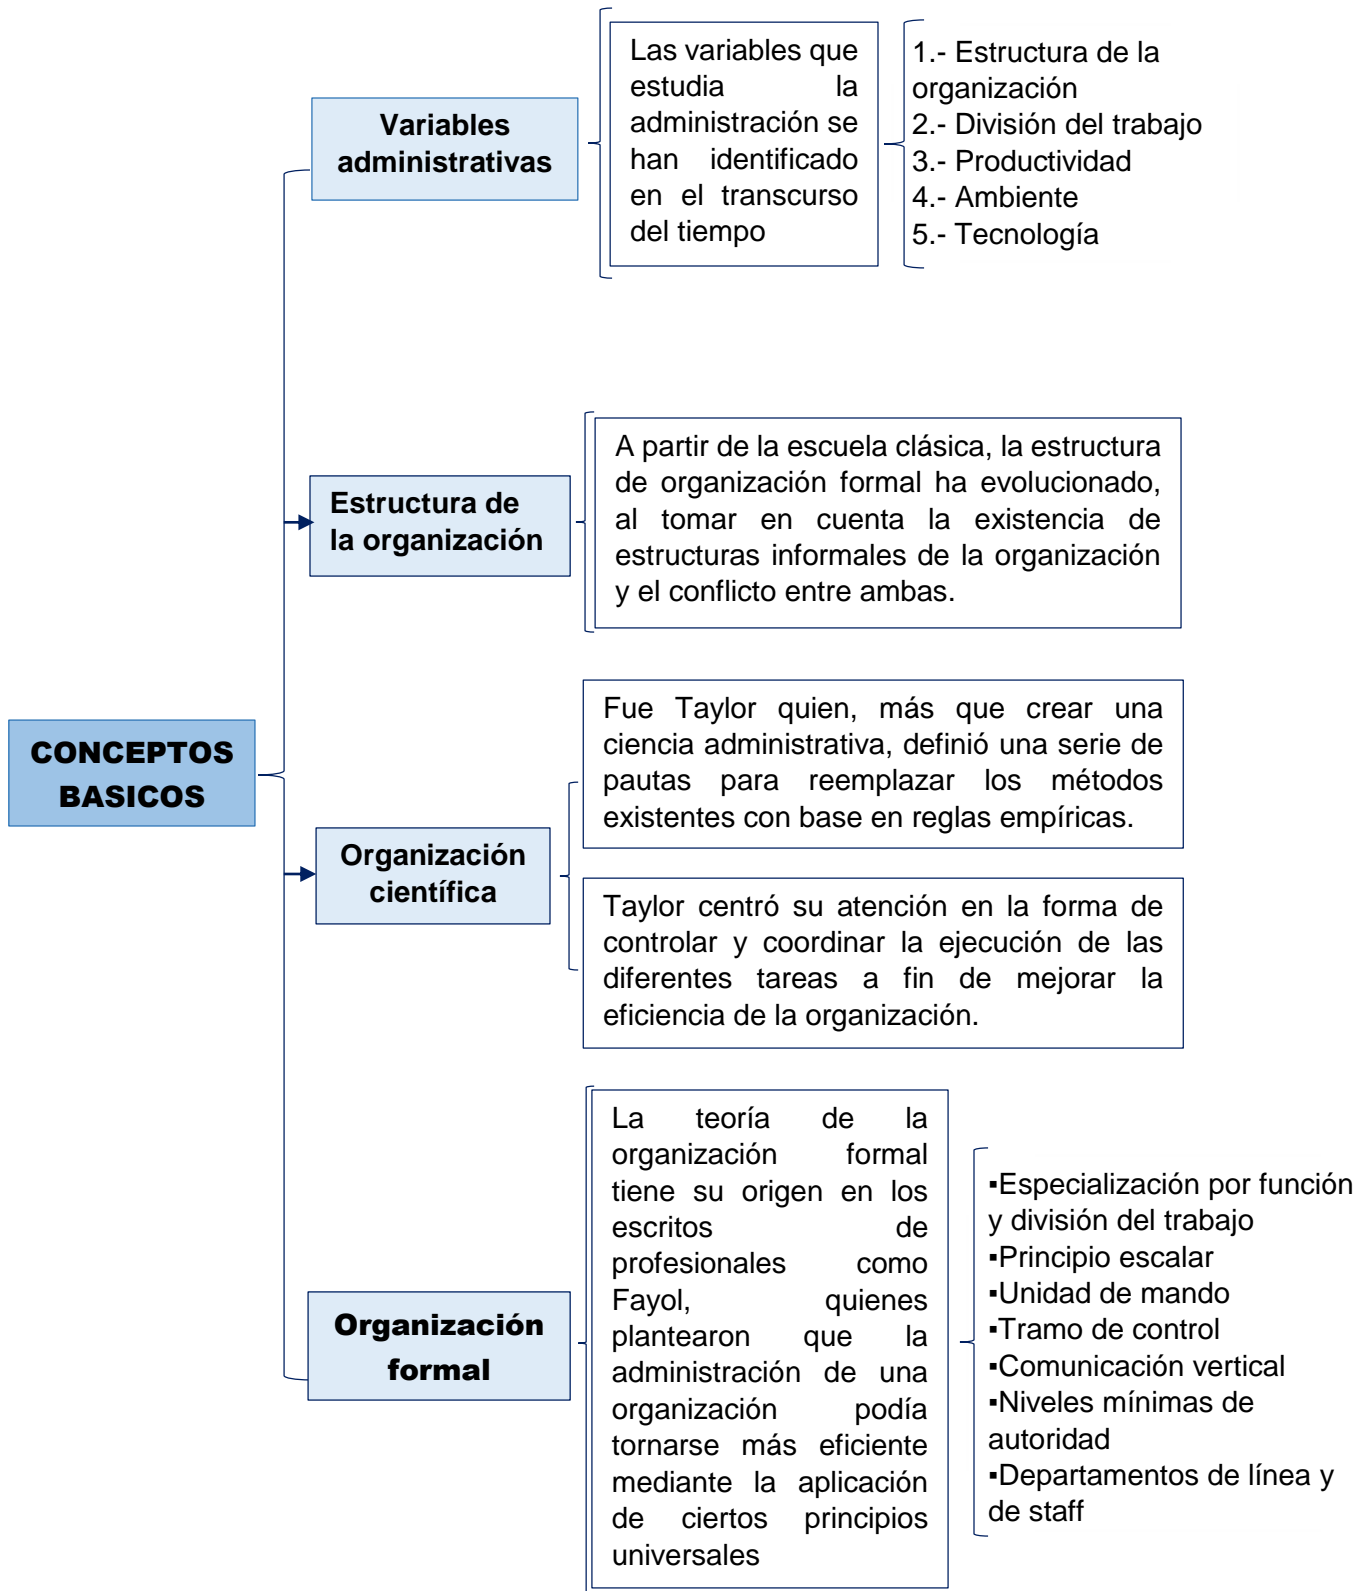 CONCEPTOS
BASICOS
Variables
administrativas
Las variables que
estudia la
administración se
han identificado
en el transcurso
del tiempo
1.- Estructura de la
organización
2.- División del trabajo
3.- Productividad
4.- Ambiente
5.- Tecnología
Estructura de
la organización
A partir de la escuela clásica, la estructura
de organización formal ha evolucionado,
al tomar en cuenta la existencia de
estructuras informales de la organización
y el conflicto entre ambas.
Organización
científica
Fue Taylor quien, más que crear una
ciencia administrativa, definió una serie de
pautas para reemplazar los métodos
existentes con base en reglas empíricas.
Taylor centró su atención en la forma de
controlar y coordinar la ejecución de las
diferentes tareas a fin de mejorar la
eficiencia de la organización.
Organización
formal
La teoría de la
organización formal
tiene su origen en los
escritos de
profesionales como
Fayol, quienes
plantearon que la
administración de una
organización podía
tornarse más eficiente
mediante la aplicación
de ciertos principios
universales
▪Especialización por función
y división del trabajo
▪Principio escalar
▪Unidad de mando
▪Tramo de control
▪Comunicación vertical
▪Niveles mínimas de
autoridad
▪Departamentos de línea y
de staff